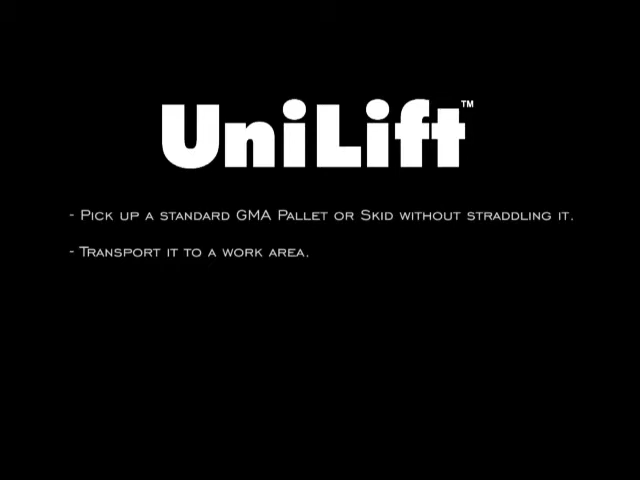 UniLift™
- Pick up a standard GMA Pallet or Skid without straddling it.
- Transport it to a work area.